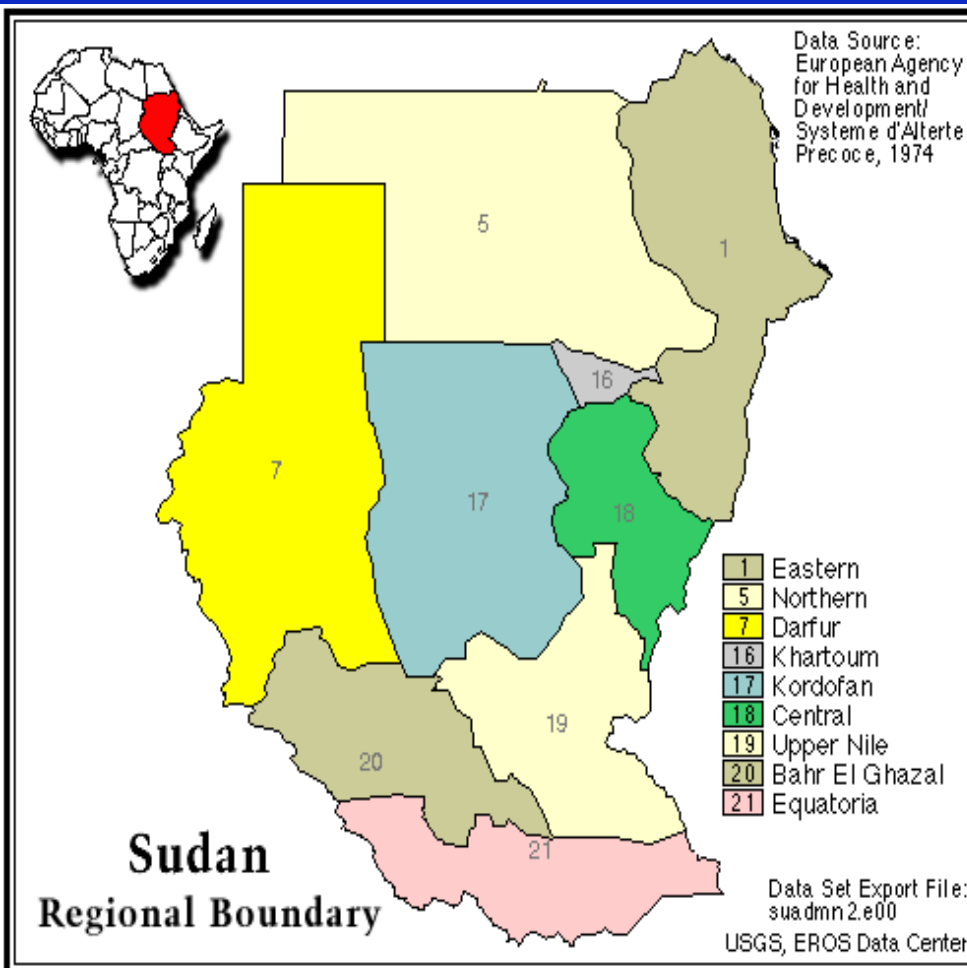 Data Source:
European Agency
for Health and
Development/
Systeme d'Alterte
Precoce, 1974
5
1
16
7
17
18
1 Eastern
5 Northern
7 Darfur
16 Khartoum
17 Kordofan
18 Central
19 Upper Nile
20 Bahr El Ghazal
21 Equatoria
19
20
21
Sudan
Regional Boundary
Data Set Export File:
suadmn2.e00
USGS, EROS Data Center